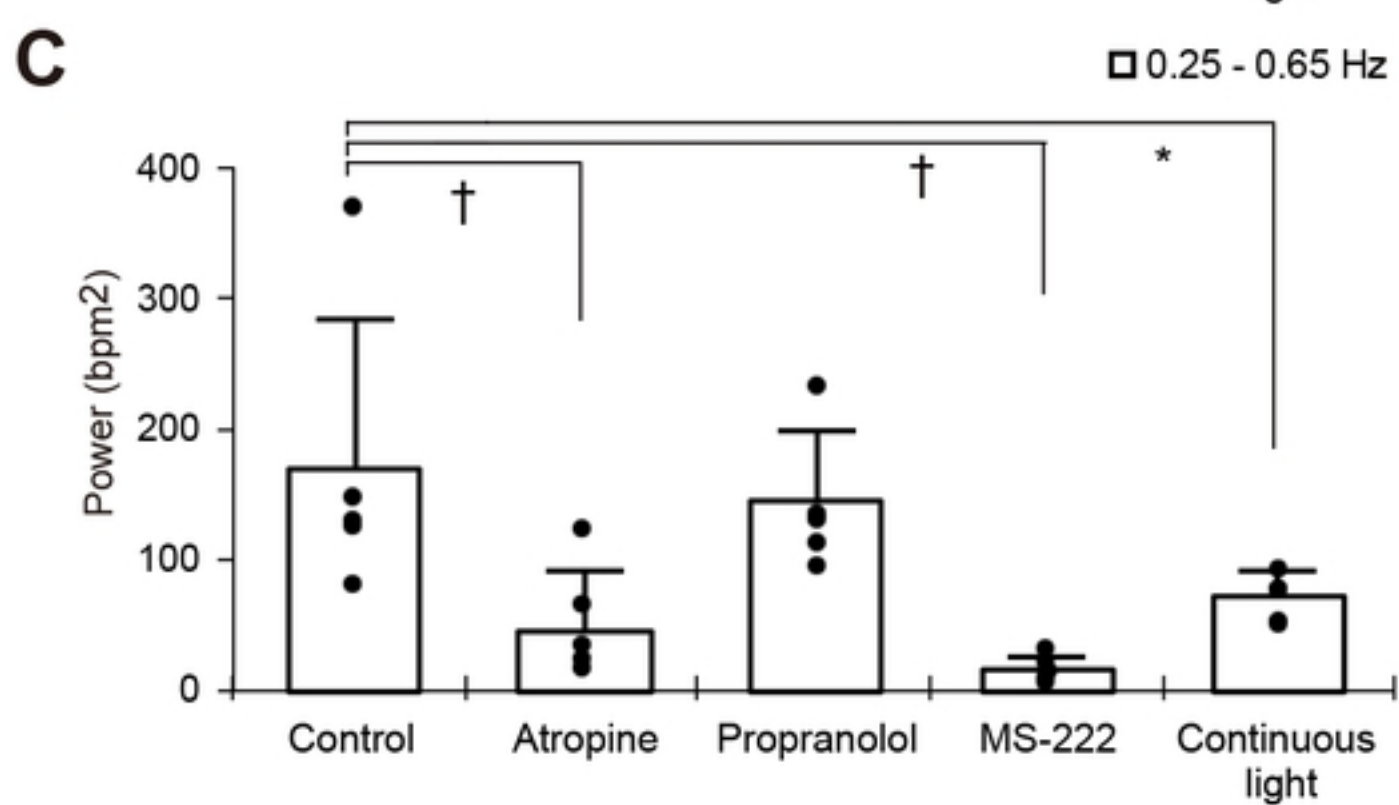 C
0.25 - 0.65 Hz
400
300
200
100
0
Power (bpm2)
†
†
*
Control
Atropine
Propranolol
MS-222
Continuous
light